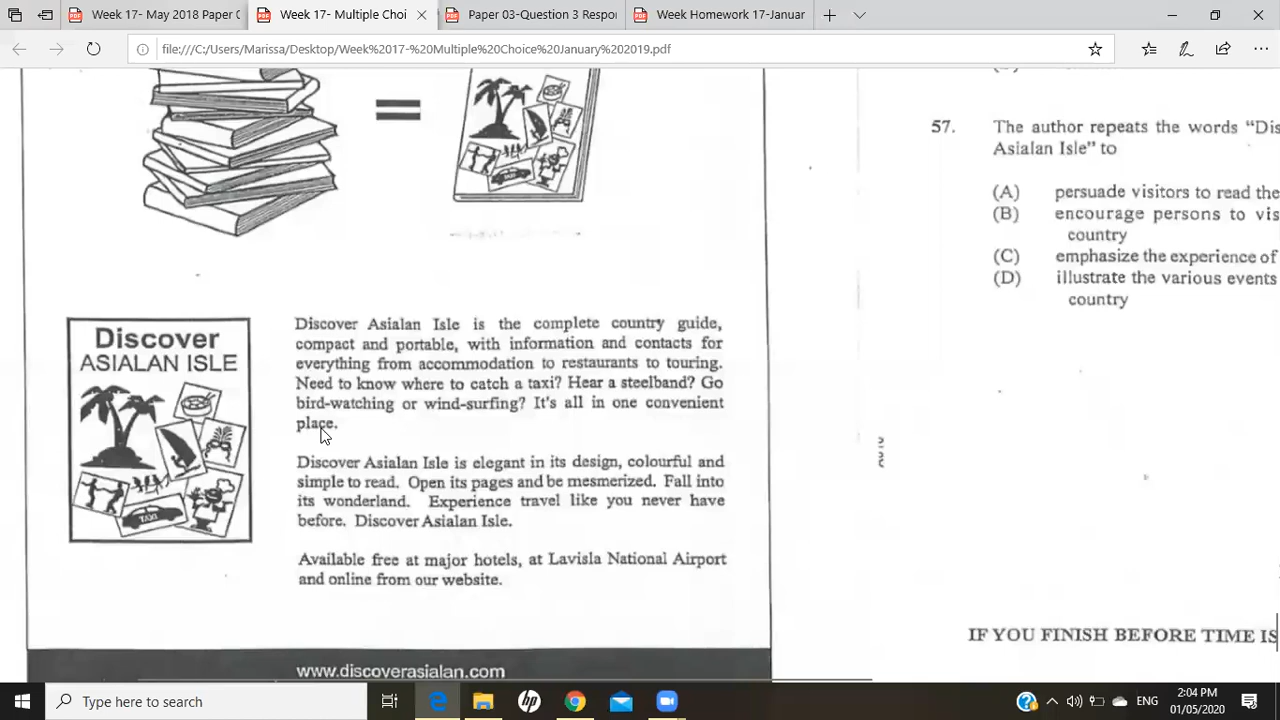 Week 17- May 2018 Paper C
Week 17- Multiple Choi
Paper 03-Question 3 Respor
Week Homework 17-Januar
file:///C:/Users/Marissa/Desktop/Week%2017-%20Multiple%20Choice%20January%202019.pdf
=
Discover
ASIALAN ISLE
TAXI
Discover Asialan Isle is the complete country guide,
compact and portable, with information and contacts for
everything from accommodation to restaurants to touring.
Need to know where to catch a taxi? Hear a steelband? Go
bird-watching or wind-surfing? It's all in one convenient
place.
Discover Asialan Isle is elegant in its design, colourful and
simple to read. Open its pages and be mesmerized. Fall into
its wonderland. Experience travel like you never have
before. Discover Asialan Isle.
Available free at major hotels, at Lavisla National Airport
and online from our website.
www.discoverasialan.com
57. The author repeats the words "Dis
Asialan Isle" to
(A) persuade visitors to read the
(B) encourage persons to vis
country
(C) emphasize the experience of
(D) illustrate the various events
country
IF YOU FINISH BEFORE TIME IS
Type here to search
hp
ENG
2:04 PM
01/05/2020